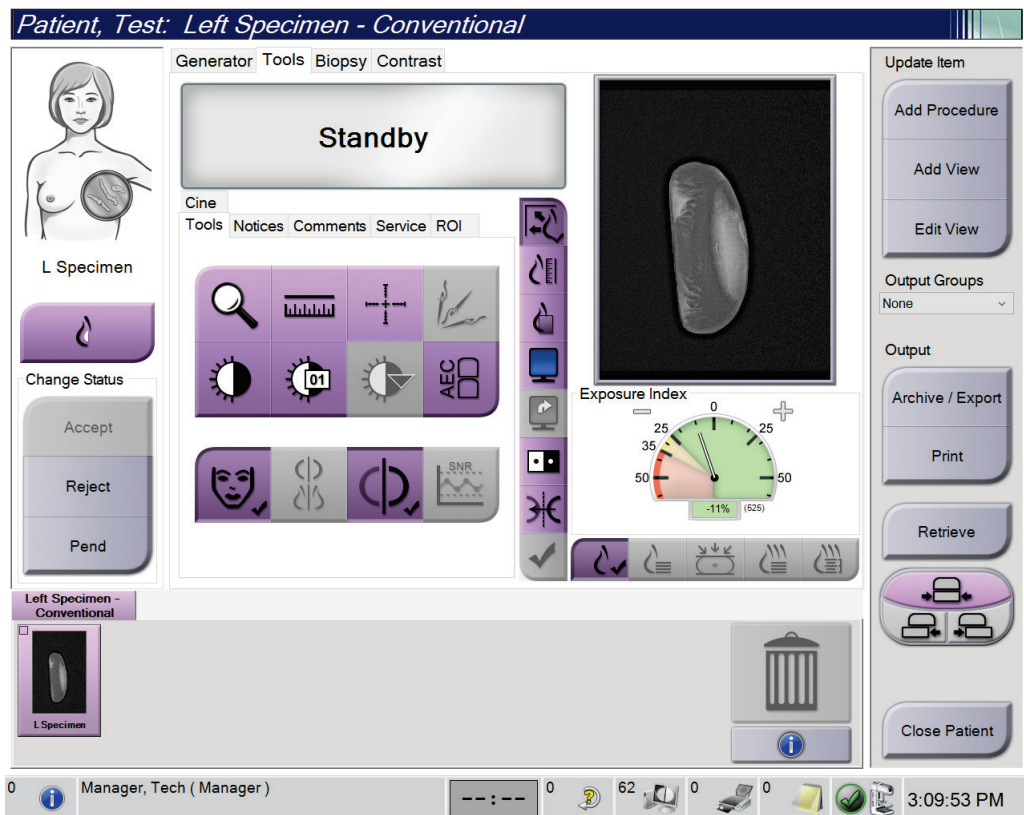 Patient, Test: Left Specimen - Conventional
Generator Tools Biopsy Contrast
Update Item
Add Procedure
Add View
Edit View
Standby
Cine
Tools Notices Comments Service ROI
L Specimen
Output Groups
None
01
AEC
SNR
Change Status
Accept
Reject
Pend
Output
Archive / Export
Print
Exposure Index
0
25 25
35
50 50
-11% (525)
Retrieve
Left Specimen -
Conventional
L Specimen
Close Patient
0 Manager, Tech ( Manager ) --:-- 0 62 0 0 3:09:53 PM